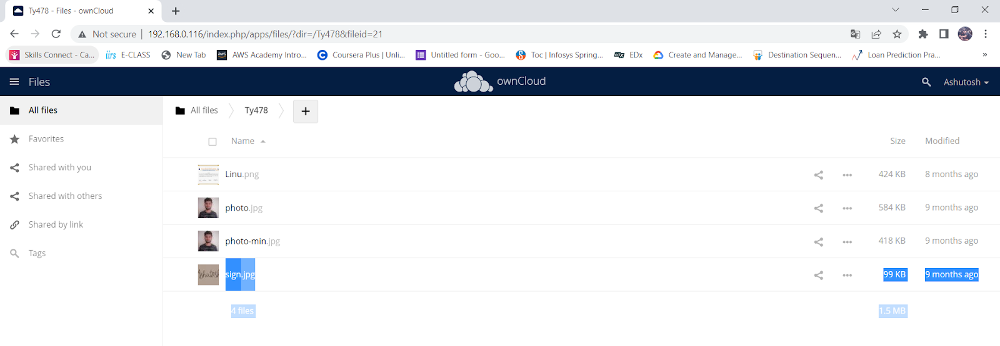 Ty478 - Files - ownCloud
Not secure | 192.168.0.116/index.php/apps/files/?dir=/Ty478&fileid=21
Skills Connect - Ca... E-CLASS New Tab aws AWS Academy Intro... Coursera Plus | Unli... Untitled form - Goo... Toc | Infosys Spring... edX EDx Create and Manage... Destination Sequen... Loan Prediction Pra... »
Files ownCloud Ashutosh
All files All files Ty478 +
Favorites Name Size Modified
Shared with you Linu.png 424 KB 8 months ago
Shared with others photo.jpg 584 KB 9 months ago
Shared by link photo-min.jpg 418 KB 9 months ago
Tags sign.jpg 99 KB 9 months ago
4 files 1.5 MB